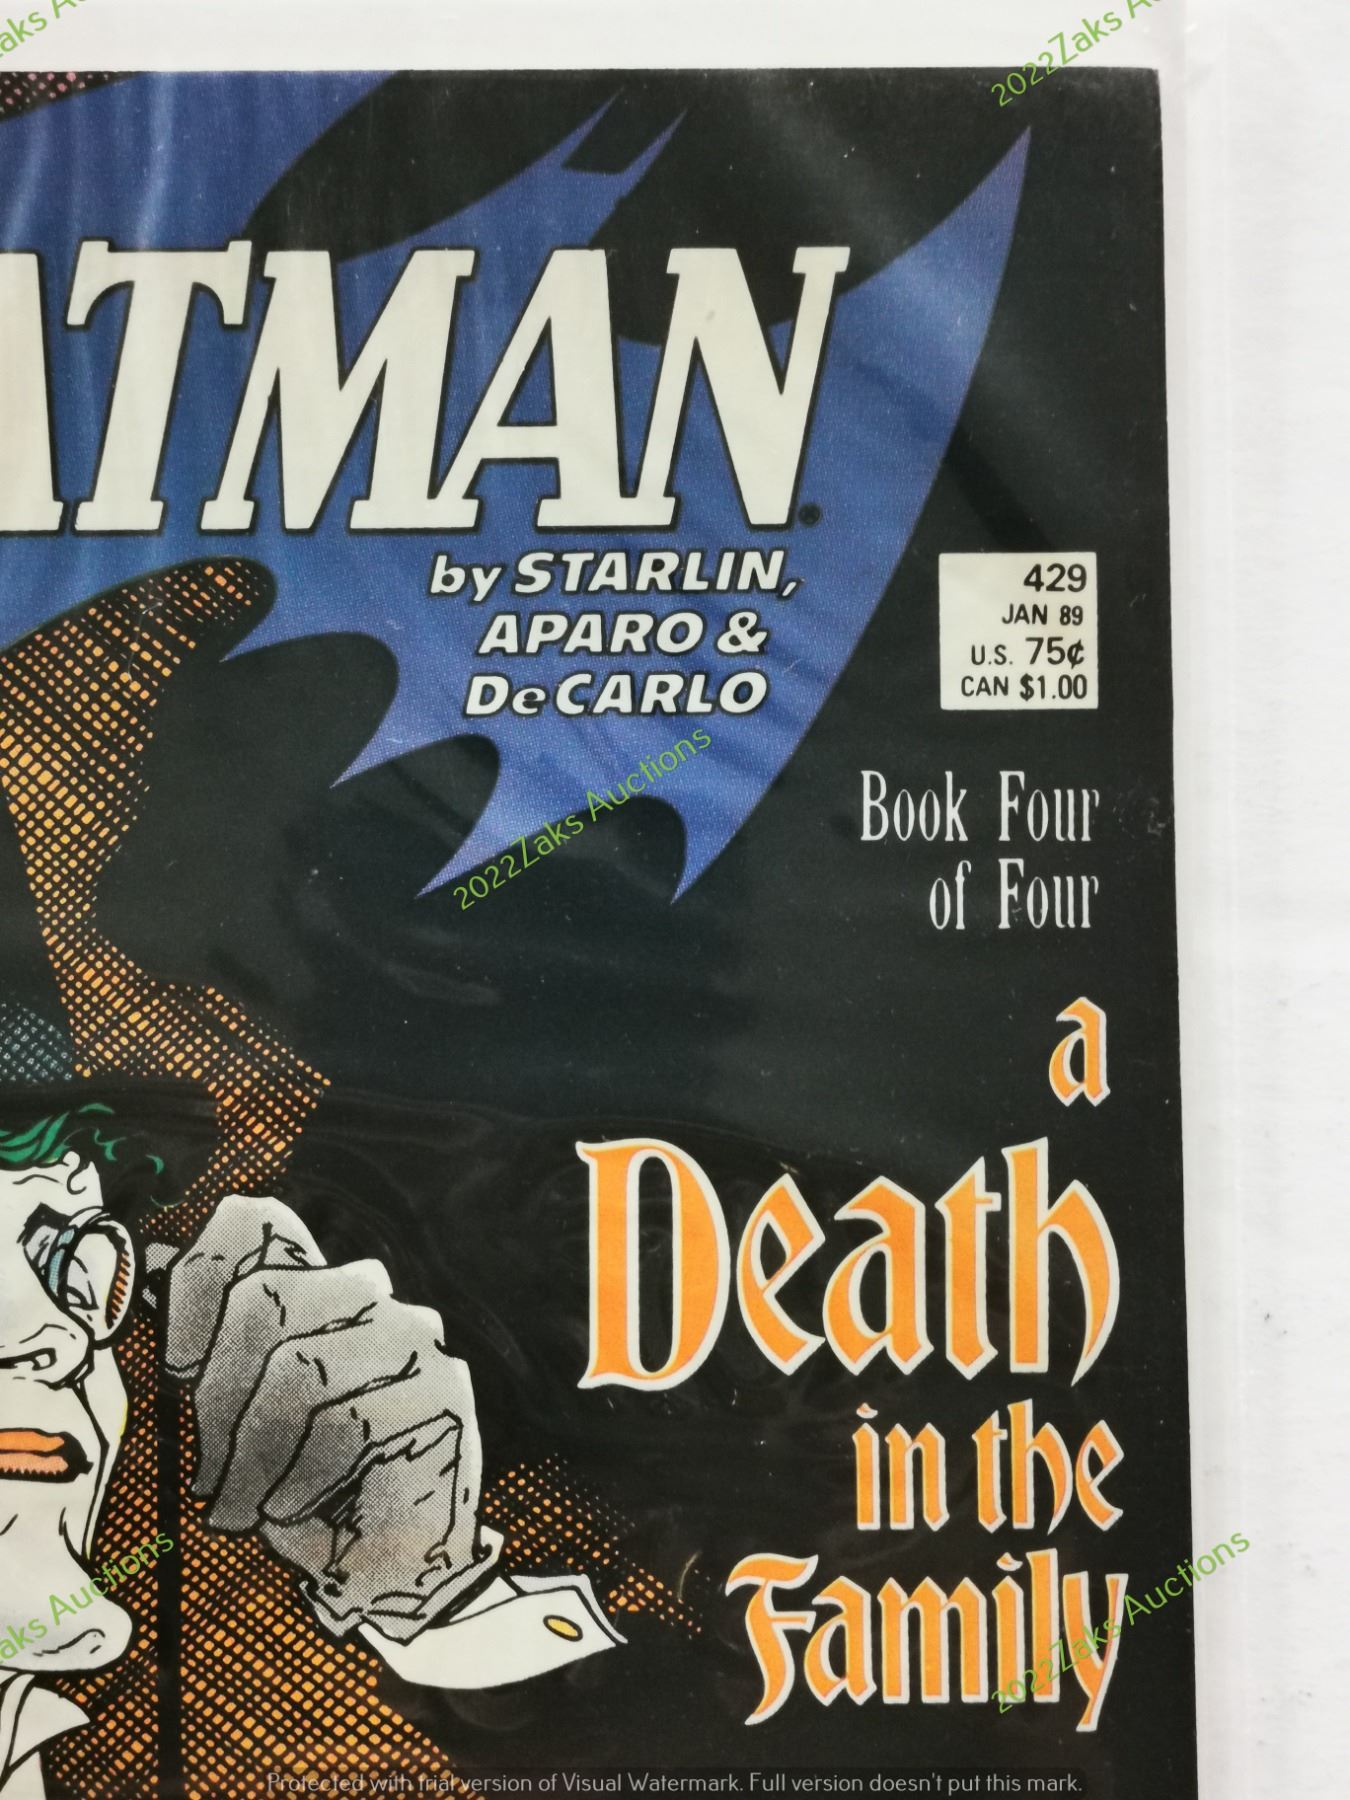 2022Zaks A
ATMAN.
by STARLIN,
APARO &
DeCARLO
429
JAN 89
U.S. 75¢
CAN $1.00
Book Four
of Four
2022Zaks Auctions
a
Death
in the
Family
aks Auctions
2022Zaks Auctions
Protected with trial version of Visual Watermark. Full version doesn't put this mark.